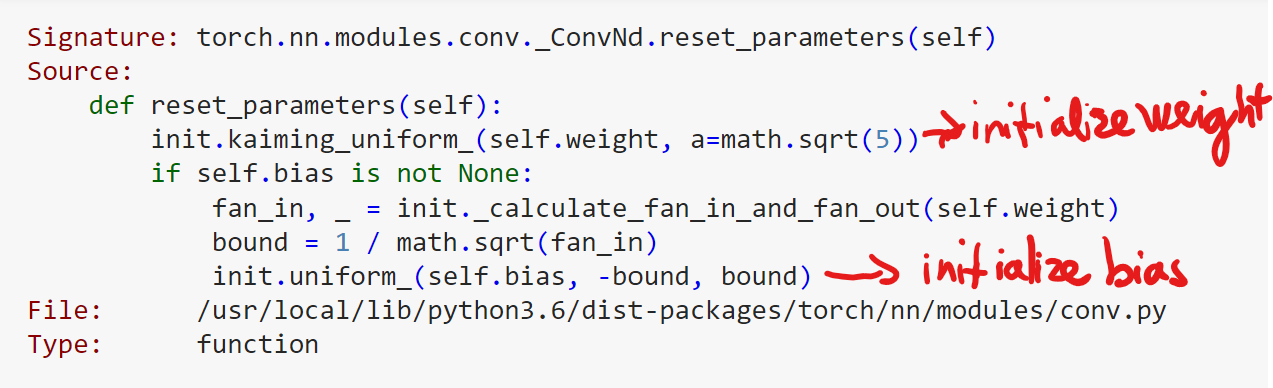 Signature: torch.nn.modules.conv._ConvNd.reset_parameters(self)
Source:
    def reset_parameters(self):
        init.kaiming_uniform_(self.weight, a=math.sqrt(5)) → initialize weight
        if self.bias is not None:
            fan_in, _ = init._calculate_fan_in_and_fan_out(self.weight)
            bound = 1 / math.sqrt(fan_in)
            init.uniform_(self.bias, -bound, bound) → initialize bias
File:      /usr/local/lib/python3.6/dist-packages/torch/nn/modules/conv.py
Type:      function